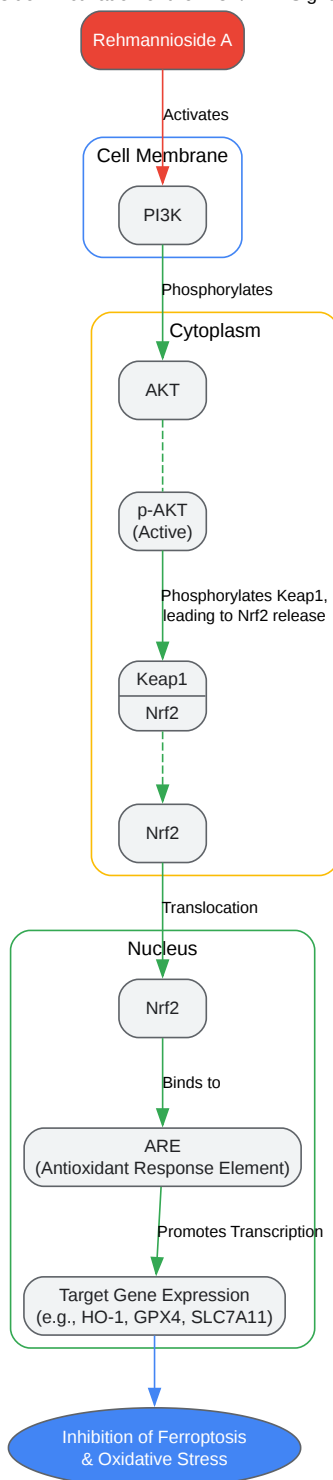 Rehmannioside A
Activates
Cell Membrane
PI3K
Phosphorylates
Cytoplasm
AKT
p-AKT
(Active)
Phosphorylates Keap1,
leading to Nrf2 release
Keap1
Nrf2
Nrf2
Translocation
Nucleus
Nrf2
Binds to
ARE
(Antioxidant Response Element)
Promotes Transcription
Target Gene Expression
(e.g., HO-1, GPX4, SLC7A11)
Inhibition of Ferroptosis
& Oxidative Stress